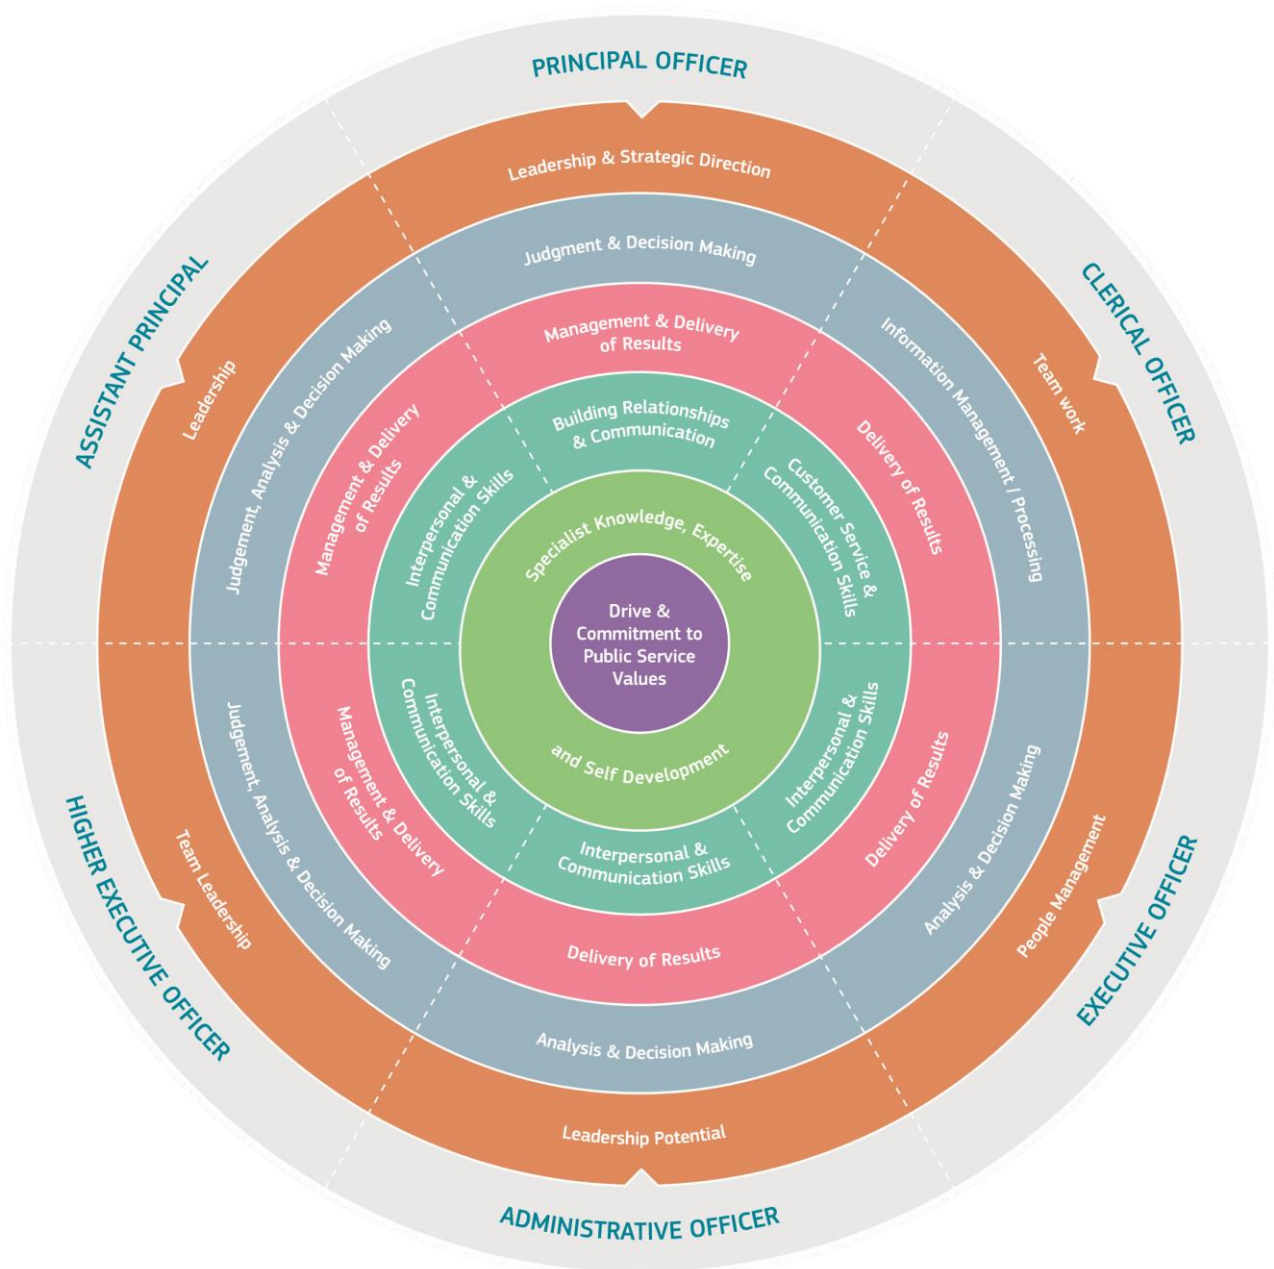 PRINCIPAL OFFICER
Leadership & Strategic Direction
Judgment & Decision Making
Management & Delivery
of Results
Building Relationships
& Communication
CLERICAL OFFICER
Team work
Information Management / Processing
Delivery of Results
Customer Service &
Communication Skills
EXECUTIVE OFFICER
People Management
Analysis & Decision Making
Delivery of Results
Interpersonal &
Communication Skills
ADMINISTRATIVE OFFICER
Leadership Potential
Analysis & Decision Making
Delivery of Results
Interpersonal &
Communication Skills
HIGHER EXECUTIVE OFFICER
Team Leadership
Judgement, Analysis & Decision Making
Management & Delivery
of Results
Interpersonal &
Communication Skills
ASSISTANT PRINCIPAL
Leadership
Judgement, Analysis & Decision Making
Management & Delivery
of Results
Interpersonal &
Communication Skills
Specialist Knowledge, Expertise
and Self Development
Drive &
Commitment to
Public Service
Values